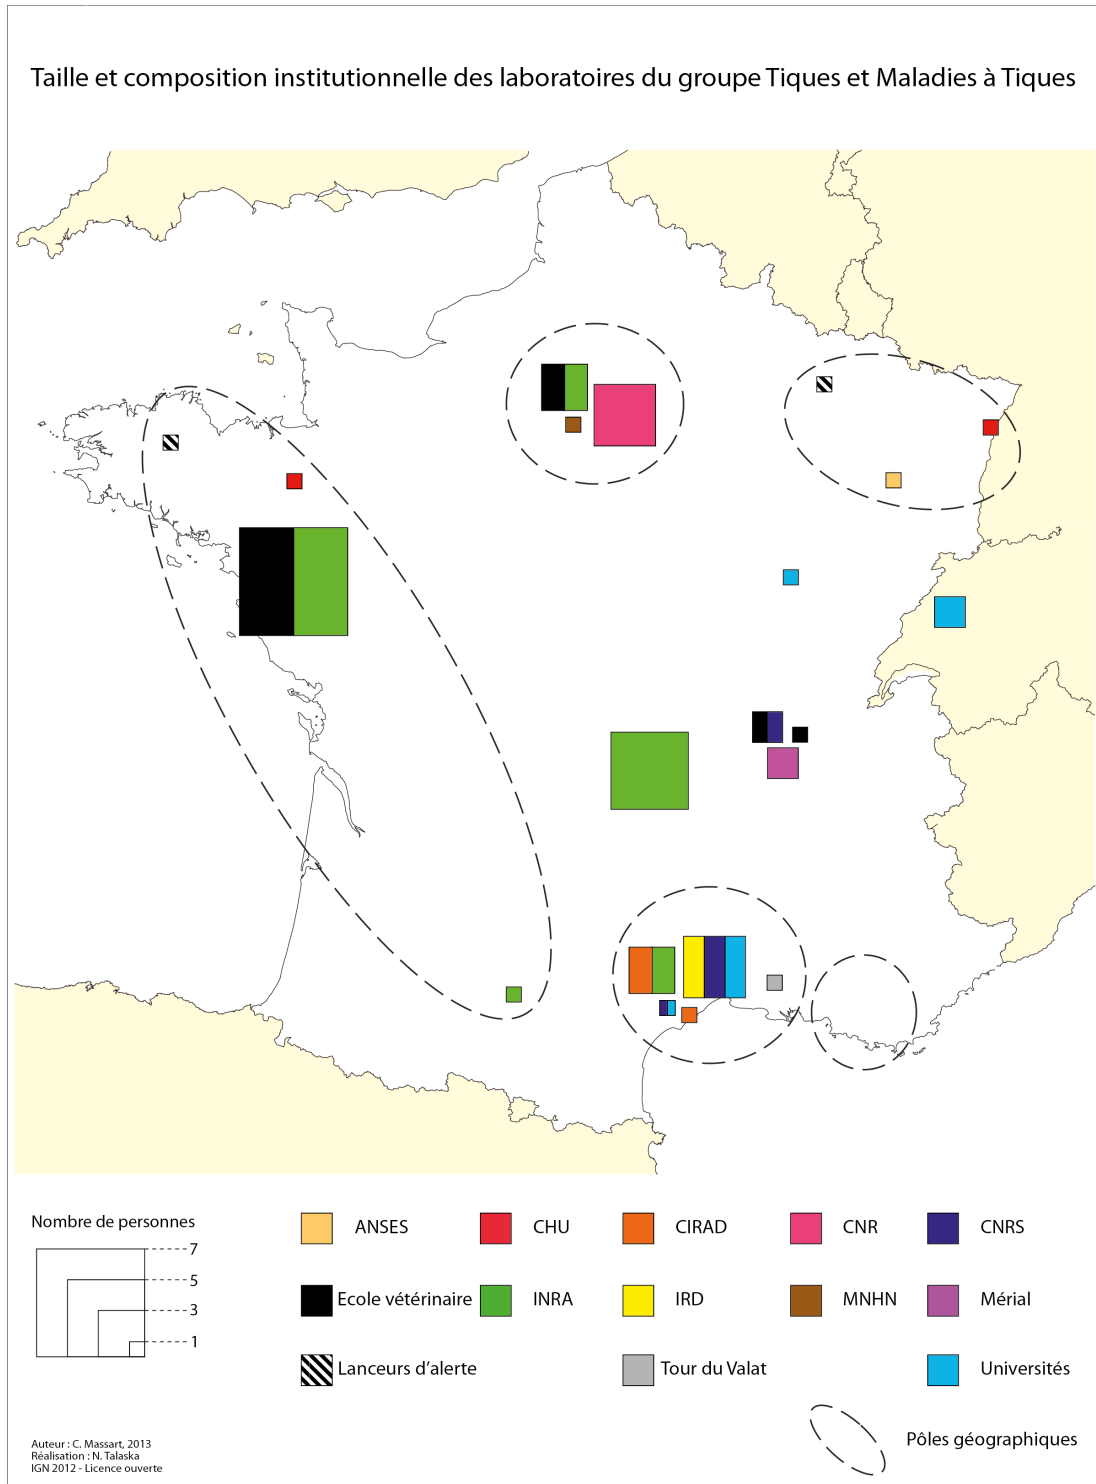 Taille et composition institutionnelle des laboratoires du groupe Tiques et Maladies à Tiques
Nombre de personnes
7
5
3
1
ANSES
CHU
CIRAD
CNR
CNRS
Ecole vétérinaire
INRA
IRD
MNHN
Mérial
Lanceurs d'alerte
Tour du Valat
Universités
Pôles géographiques
Auteur : C. Massart, 2013
Réalisation : N. Talaska
IGN 2012 - Licence ouverte